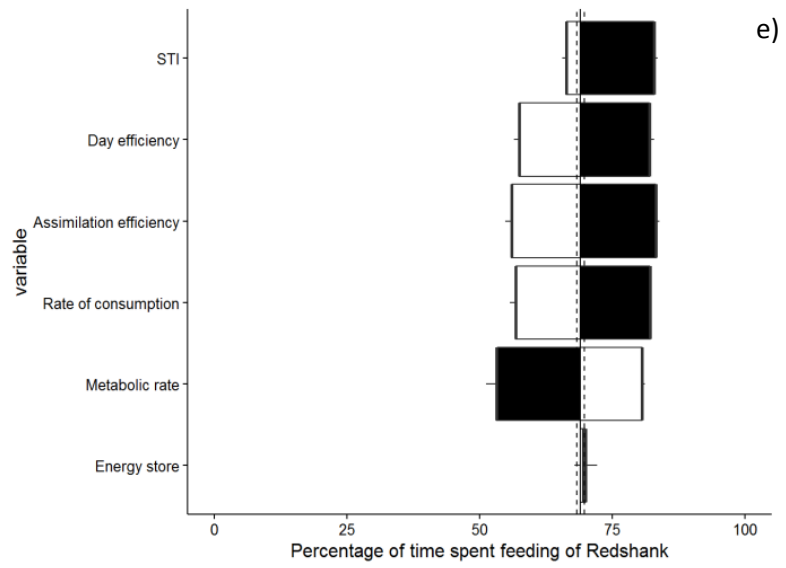 e)
STI
Day efficiency
Assimilation efficiency
Rate of consumption
Metabolic rate
Energy store
variable
0 25 50 75 100
Percentage of time spent feeding of Redshank